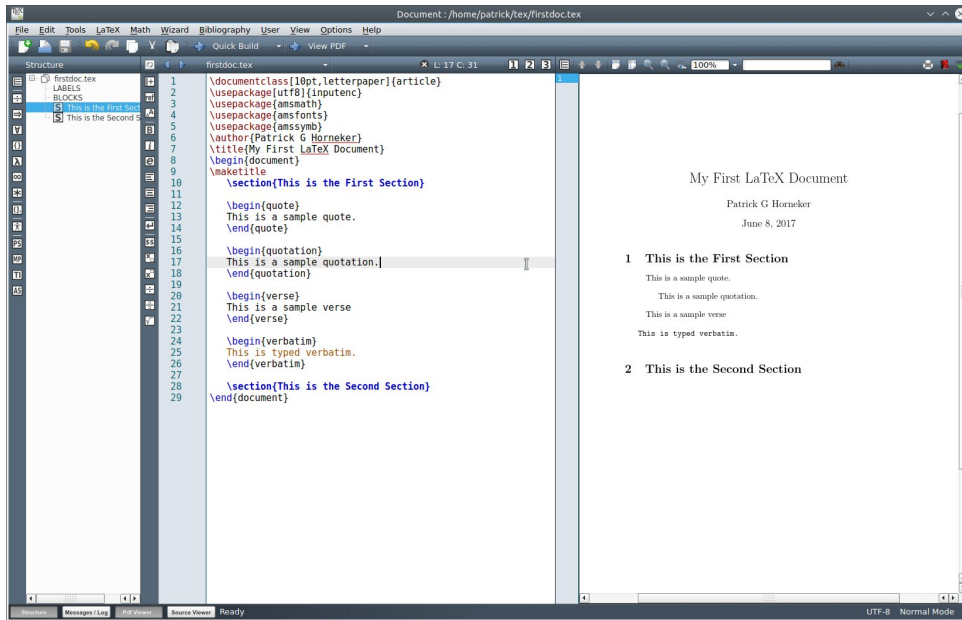 Document : /home/patrick/tex/firstdoc.tex
File Edit Tools LaTeX Math Wizard Bibliography User View Options Help
Quick Build View PDF
Structure firstdoc.tex L: 17 C: 31 1 2 3 100%
firstdoc.tex
LABELS
BLOCKS
This is the First Sect
This is the Second S
1 \documentclass[10pt,letterpaper]{article}
2 \usepackage[utf8]{inputenc}
3 \usepackage{amsmath}
4 \usepackage{amsfonts}
5 \usepackage{amssymb}
6 \author{Patrick G Horneker}
7 \title{My First LaTeX Document}
8 \begin{document}
9 \maketitle
10 \section{This is the First Section}
11
12 \begin{quote}
13 This is a sample quote.
14 \end{quote}
15
16 \begin{quotation}
17 This is a sample quotation.
18 \end{quotation}
19
20 \begin{verse}
21 This is a sample verse
22 \end{verse}
23
24 \begin{verbatim}
25 This is typed verbatim.
26 \end{verbatim}
27
28 \section{This is the Second Section}
29 \end{document}
1
My First LaTeX Document
Patrick G Horneker
June 8, 2017
1 This is the First Section
This is a sample quote.
This is a sample quotation.
This is a sample verse
This is typed verbatim.
2 This is the Second Section
Structure Messages / Log Pdf Viewer Source Viewer Ready UTF-8 Normal Mode